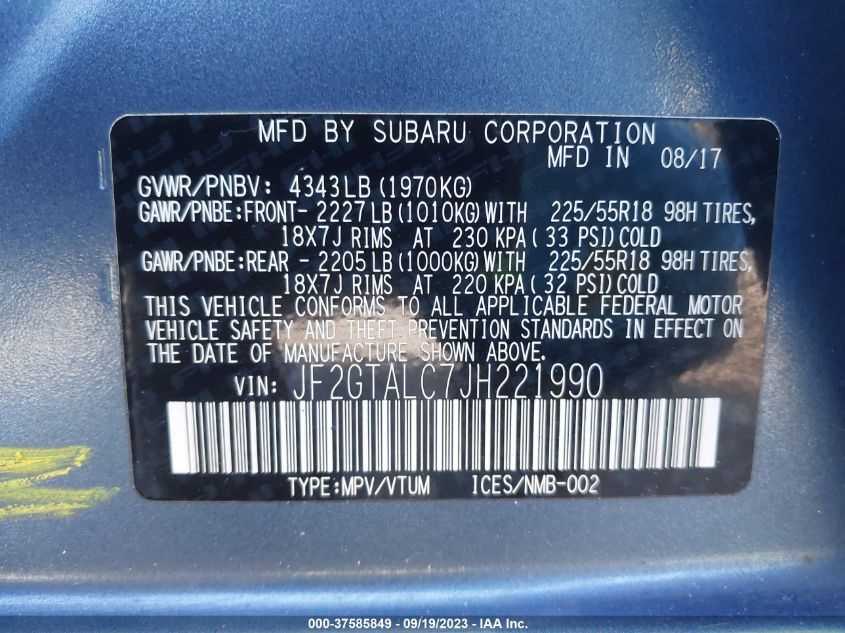 MFD BY SUBARU CORPORATION
MFD IN 08/17
GVWR/PNBV: 4343LB (1970KG)
GAWR/PNBE:FRONT- 2227LB (1010KG) WITH 225/55R18 98H TIRES,
18X7J RIMS AT 230 KPA ( 33 PSI) COLD
GAWR/PNBE:REAR - 2205LB (1000KG) WITH 225/55R18 98H TIRES,
18X7J RIMS AT 220 KPA ( 32 PSI) COLD
THIS VEHICLE CONFORMS TO ALL APPLICABLE FEDERAL MOTOR
VEHICLE SAFETY AND THEFT PREVENTION STANDARDS IN EFFECT ON
THE DATE OF MANUFACTURE SHOWN ABOVE.
VIN: JF2GTALC7JH221990
TYPE:MPV/VTUM ICES/NMB-002
000-37585849 - 09/19/2023 - IAA Inc.